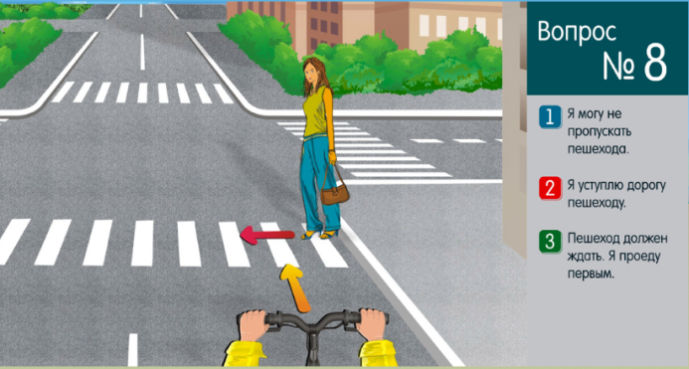 Вопрос
№ 8
1 Я могу не
пропускать
пешехода.
2 Я уступлю дорогу
пешеходу.
3 Пешеход должен
ждать. Я проеду
первым.